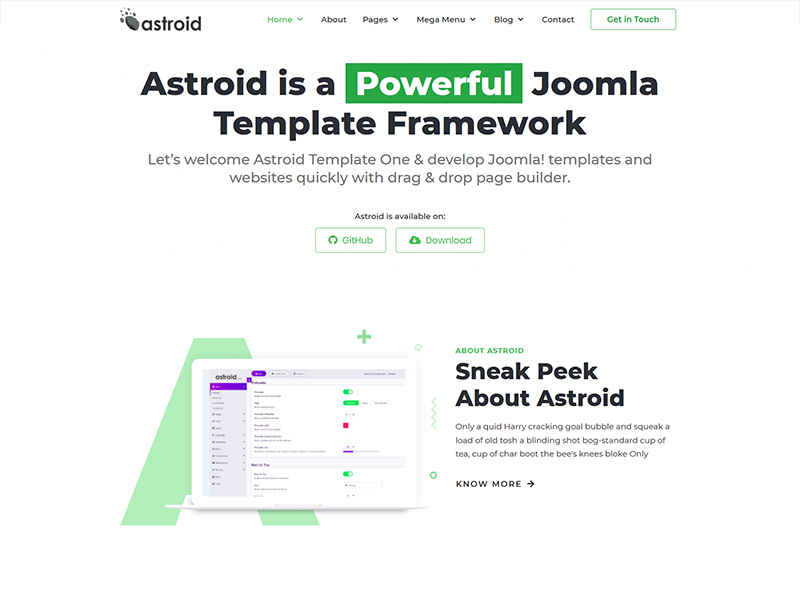 astroid
Home About Pages Mega Menu Blog Contact Get in Touch
Astroid is a Powerful Joomla
Template Framework
Let's welcome Astroid Template One & develop Joomla! templates and
websites quickly with drag & drop page builder.
Astroid is available on:
GitHub Download
astroid
Preloader
Back to Top
ABOUT ASTROID
Sneak Peek
About Astroid
Only a quid Harry cracking goal bubble and squeak a
load of old tosh a blinding shot bog-standard cup of
tea, cup of char boot the bee's knees bloke Only
KNOW MORE